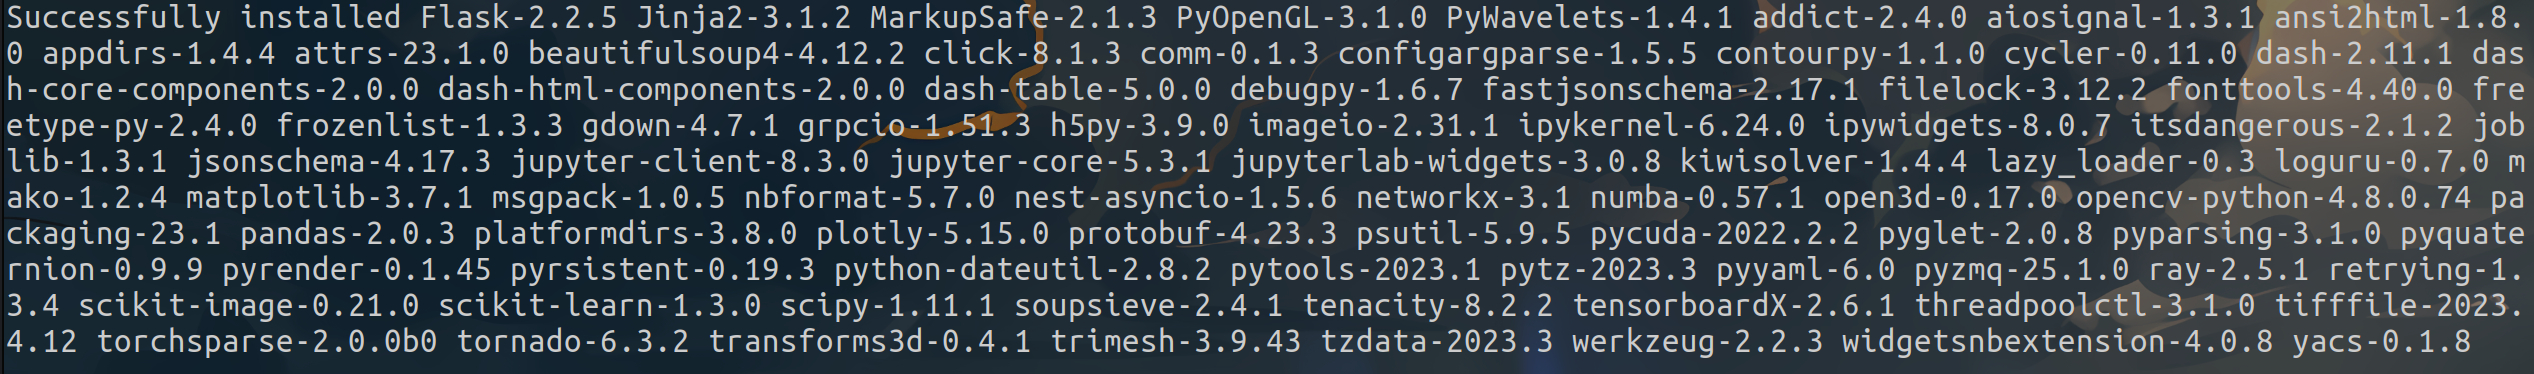 Successfully installed Flask-2.2.5 Jinja2-3.1.2 MarkupSafe-2.1.3 PyOpenGL-3.1.0 PyWavelets-1.4.1 addict-2.4.0 aiosignal-1.3.1 ansi2html-1.8.
0 appdirs-1.4.4 attrs-23.1.0 beautifulsoup4-4.12.2 click-8.1.3 comm-0.1.3 configargparse-1.5.5 contourpy-1.1.0 cycler-0.11.0 dash-2.11.1 das
h-core-components-2.0.0 dash-html-components-2.0.0 dash-table-5.0.0 debugpy-1.6.7 fastjsonschema-2.17.1 filelock-3.12.2 fonttools-4.40.0 fre
etype-py-2.4.0 frozenlist-1.3.3 gdown-4.7.1 grpcio-1.51.3 h5py-3.9.0 imageio-2.31.1 ipykernel-6.24.0 ipywidgets-8.0.7 itsdangerous-2.1.2 job
lib-1.3.1 jsonschema-4.17.3 jupyter-client-8.3.0 jupyter-core-5.3.1 jupyterlab-widgets-3.0.8 kiwisolver-1.4.4 lazy_loader-0.3 loguru-0.7.0 m
ako-1.2.4 matplotlib-3.7.1 msgpack-1.0.5 nbformat-5.7.0 nest-asyncio-1.5.6 networkx-3.1 numba-0.57.1 open3d-0.17.0 opencv-python-4.8.0.74 pa
ckaging-23.1 pandas-2.0.3 platformdirs-3.8.0 plotly-5.15.0 protobuf-4.23.3 psutil-5.9.5 pycuda-2022.2.2 pyglet-2.0.8 pyparsing-3.1.0 pyquate
rnion-0.9.9 pyrender-0.1.45 pyrsistent-0.19.3 python-dateutil-2.8.2 pytools-2023.1 pytz-2023.3 pyyaml-6.0 pyzmq-25.1.0 ray-2.5.1 retrying-1.
3.4 scikit-image-0.21.0 scikit-learn-1.3.0 scipy-1.11.1 soupsieve-2.4.1 tenacity-8.2.2 tensorboardX-2.6.1 threadpoolctl-3.1.0 tifffile-2023.
4.12 torchsparse-2.0.0b0 tornado-6.3.2 transforms3d-0.4.1 trimesh-3.9.43 tzdata-2023.3 werkzeug-2.2.3 widgetsnbextension-4.0.8 yacs-0.1.8